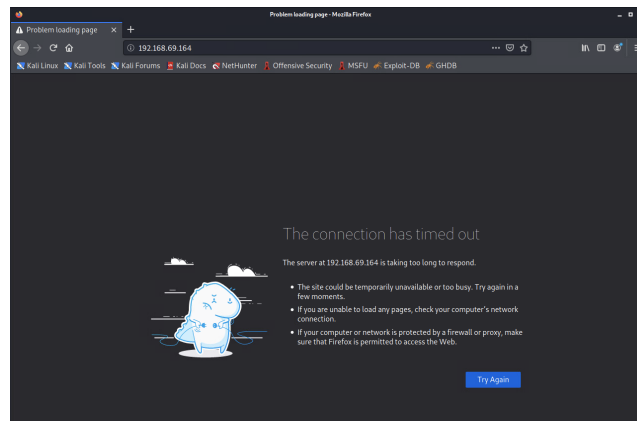 Problem loading page - Mozilla Firefox
Problem loading page
192.168.69.164
Kali Linux Kali Tools Kali Forums Kali Docs NetHunter Offensive Security MSFU Exploit-DB GHDB
The connection has timed out
The server at 192.168.69.164 is taking too long to respond.
The site could be temporarily unavailable or too busy. Try again in a
few moments.
If you are unable to load any pages, check your computer's network
connection.
If your computer or network is protected by a firewall or proxy, make
sure that Firefox is permitted to access the Web.
Try Again